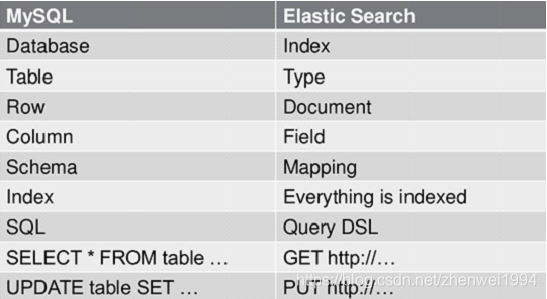 MySQL Elastic Search
Database Index
Table Type
Row Document
Column Field
Schema Mapping
Index Everything is indexed
SQL Query DSL
SELECT * FROM table … GET http://…
UPDATE table SET … PUT http://…
https://blog.csdn.net/zhenwei1994